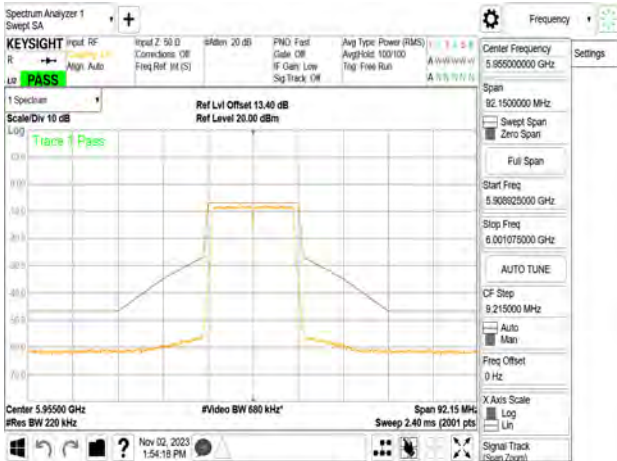 Spectrum Analyzer 1
Swept SA
+
Frequency
KEYSIGHT
Input: RF
Input Z: 50 Ω
#Atten: 20 dB
PNO: Fast
Avg Type: Power (RMS)
Corrections: Off
Gate: Off
Avg|Hold: 100/100
R
Align: Auto
Freq Ref: Int (S)
IF Gain: Low
Trig: Free Run
Sig Track: Off
PASS
Center Frequency
5.955000000 GHz
Settings
Span
92.1500000 MHz
Swept Span
Zero Span
Full Span
Start Freq
5.908925000 GHz
Stop Freq
6.001075000 GHz
AUTO TUNE
CF Step
9.215000 MHz
Auto
Man
Freq Offset
0 Hz
X Axis Scale
Log
Lin
Signal Track
(Span Zoom)
1 Spectrum
Ref Lvl Offset 13.40 dB
Scale/Div 10 dB
Ref Level 20.00 dBm
Log
Trace 1 Pass
Center 5.95500 GHz
#Video BW 680 kHz*
Span 92.15 MHz
#Res BW 220 kHz
Sweep 2.40 ms (2001 pts
?
Nov 02, 2023
1:54:18 PM